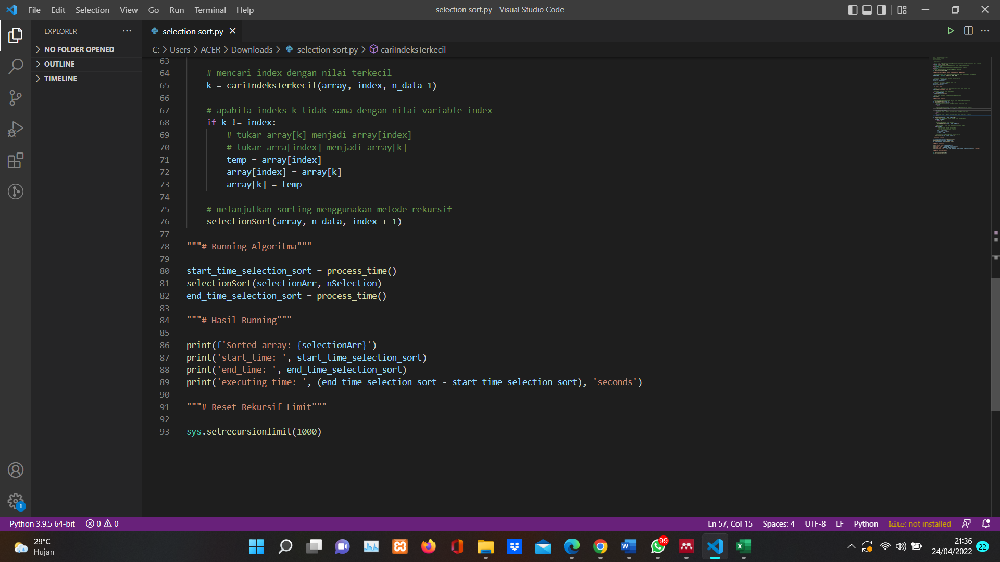 File Edit Selection View Go Run Terminal Help
selection sort.py - Visual Studio Code
EXPLORER
NO FOLDER OPENED
OUTLINE
TIMELINE
selection sort.py
C: > Users > ACER > Downloads > selection sort.py > cariIndeksTerkecil
63
64 # mencari index dengan nilai terkecil
65 k = cariIndeksTerkecil(array, index, n_data-1)
66
67 # apabila indeks k tidak sama dengan nilai variable index
68 if k != index:
69 # tukar array[k] menjadi array[index]
70 # tukar arra[index] menjadi array[k]
71 temp = array[index]
72 array[index] = array[k]
73 array[k] = temp
74
75 # melanjutkan sorting menggunakan metode rekursif
76 selectionSort(array, n_data, index + 1)
77
78 """# Running Algoritma"""
79
80 start_time_selection_sort = process_time()
81 selectionSort(selectionArr, nSelection)
82 end_time_selection_sort = process_time()
83
84 """# Hasil Running"""
85
86 print(f'Sorted array: {selectionArr}')
87 print('start_time: ', start_time_selection_sort)
88 print('end_time: ', end_time_selection_sort)
89 print('executing_time: ', (end_time_selection_sort - start_time_selection_sort), 'seconds')
90
91 """# Reset Rekursif Limit"""
92
93 sys.setrecursionlimit(1000)
1
Python 3.9.5 64-bit 0 0
Ln 57, Col 15 Spaces: 4 UTF-8 LF Python kite: not installed
29°C
Hujan
99
21:36
24/04/2022
22